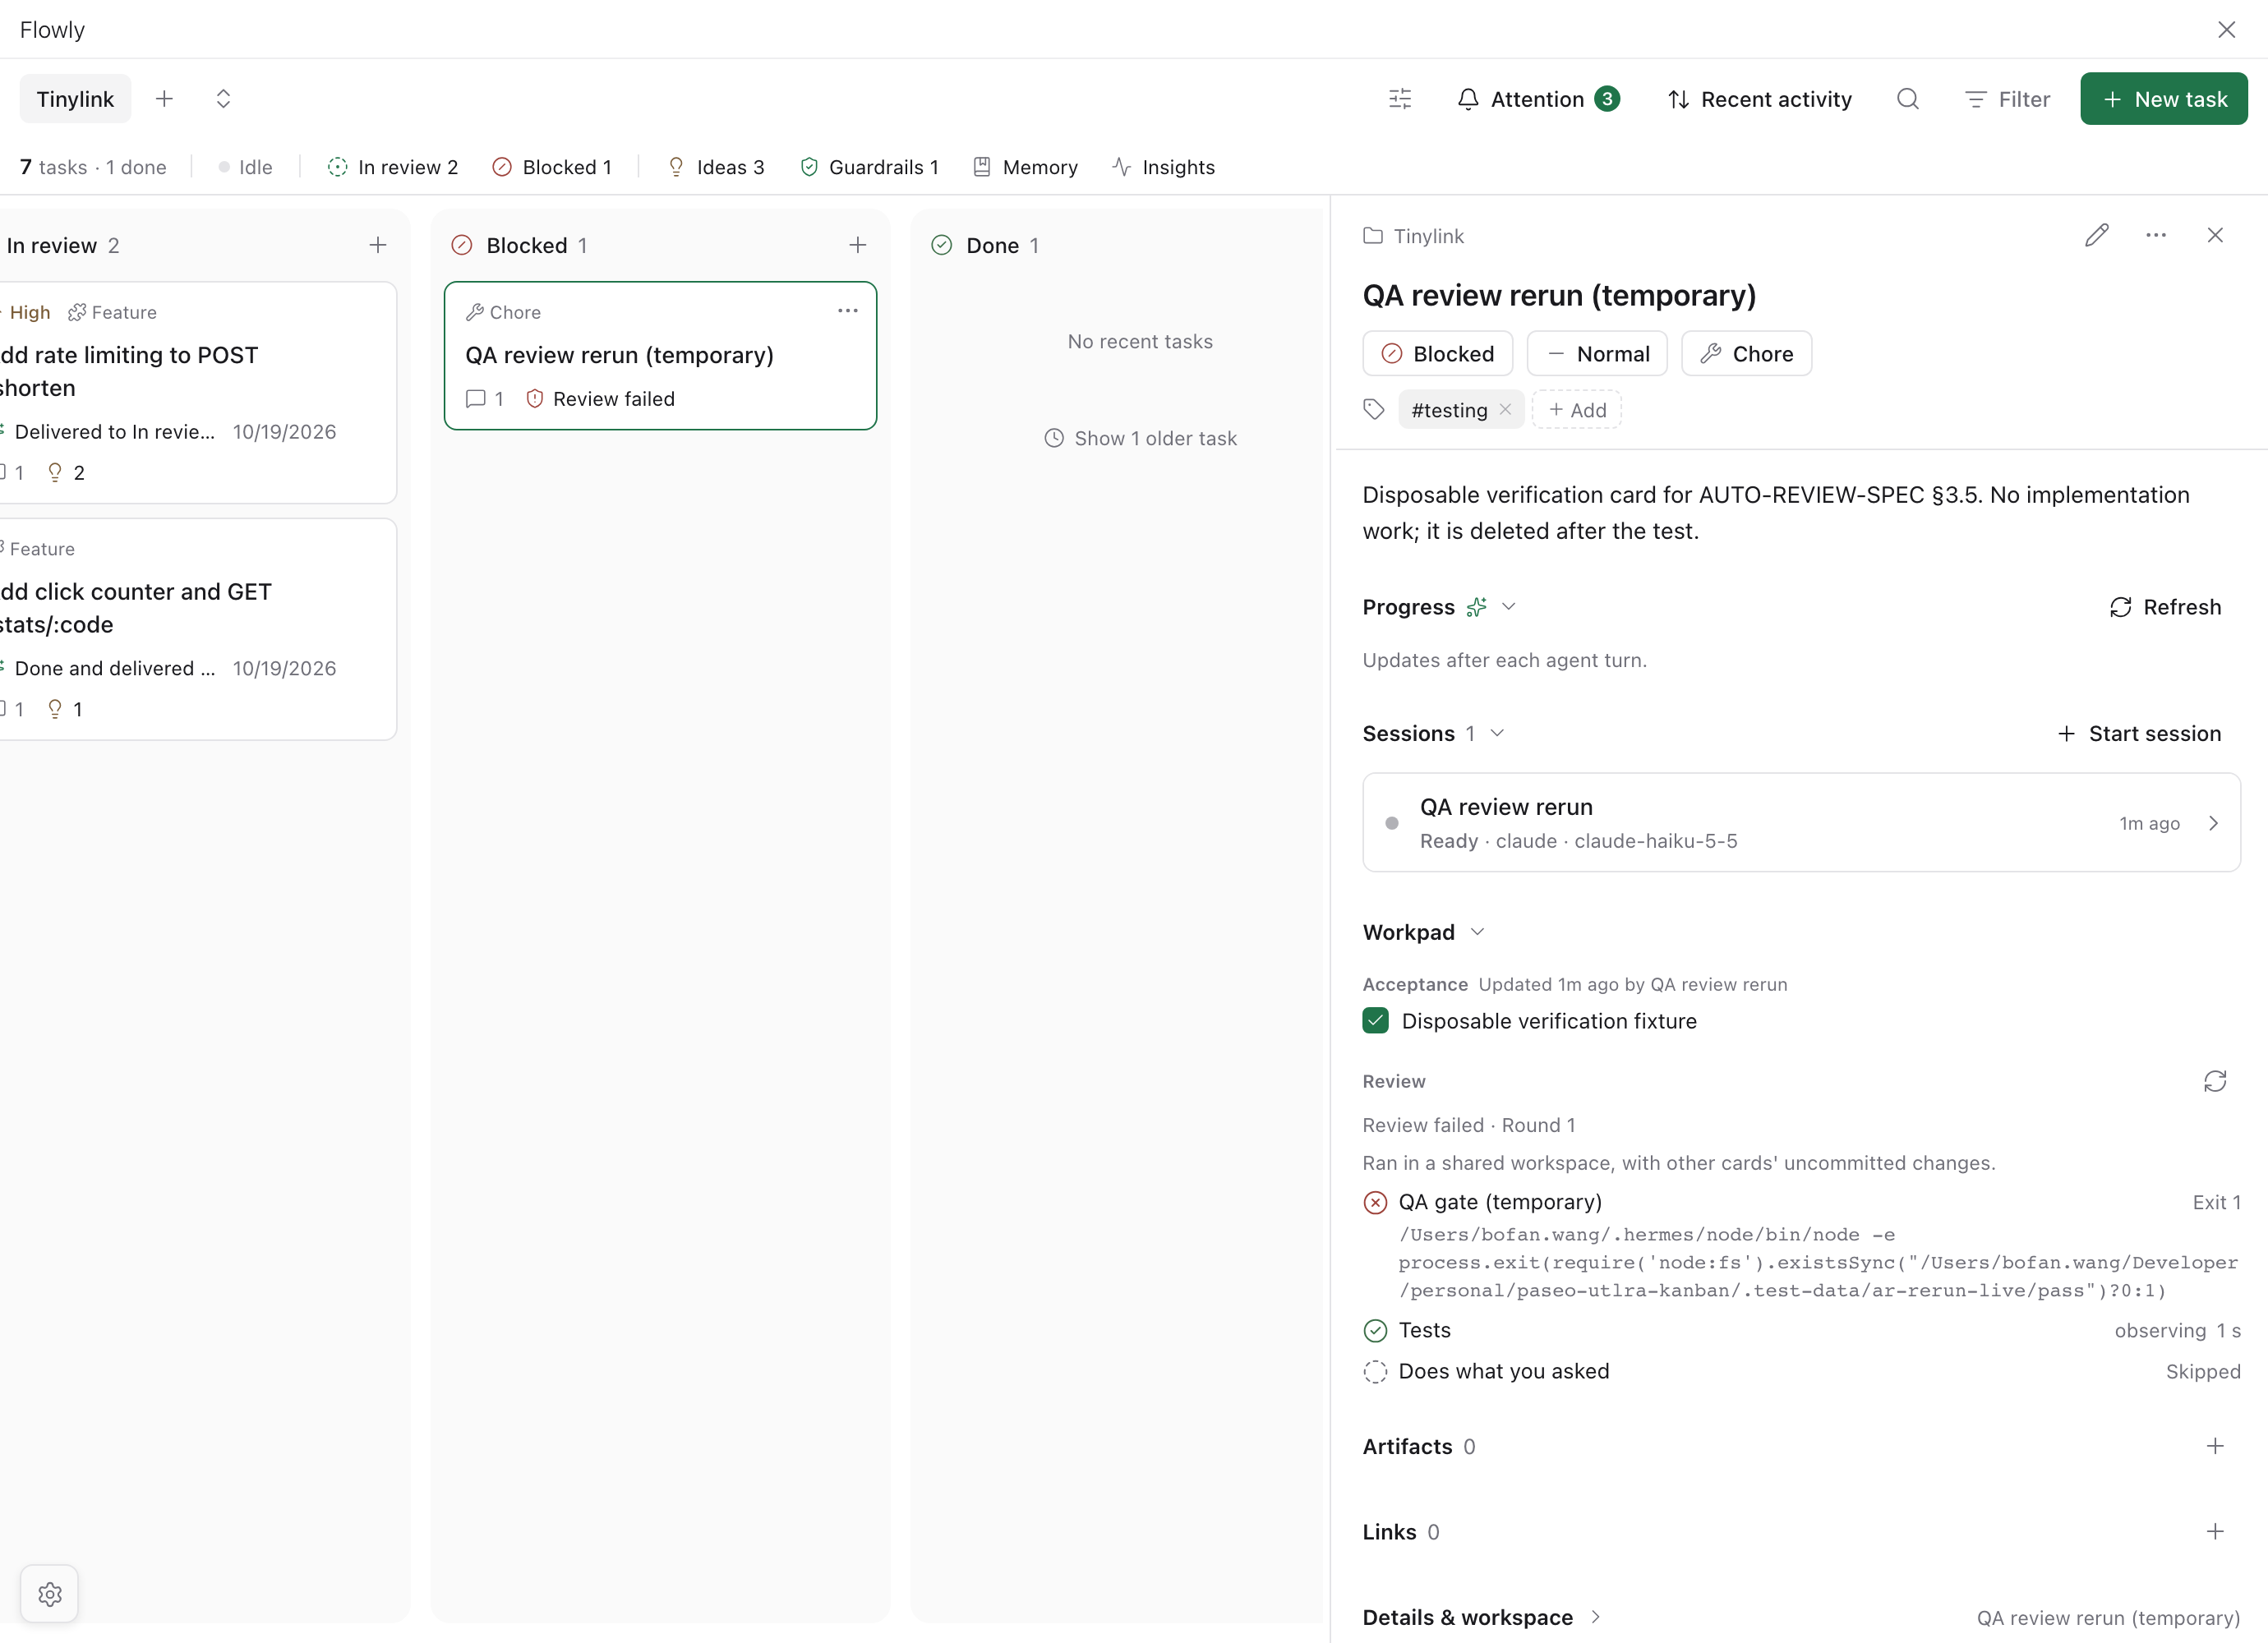 Flowly
Tinylink
Attention 3
Recent activity
Filter
New task
7 tasks · 1 done
Idle
In review 2
Blocked 1
Ideas 3
Guardrails 1
Memory
Insights
In review 2
High Feature
dd rate limiting to POST
shorten
Delivered to In revie... 10/19/2026
1 2
Feature
dd click counter and GET
stats/:code
Done and delivered ... 10/19/2026
1 1
Blocked 1
Chore
QA review rerun (temporary)
1 Review failed
Done 1
No recent tasks
Show 1 older task
Tinylink
QA review rerun (temporary)
Blocked
Normal
Chore
#testing
Add
Disposable verification card for AUTO-REVIEW-SPEC §3.5. No implementation
work; it is deleted after the test.
Progress
Refresh
Updates after each agent turn.
Sessions 1
Start session
QA review rerun
Ready · claude · claude-haiku-5-5
1m ago
Workpad
Acceptance Updated 1m ago by QA review rerun
Disposable verification fixture
Review
Review failed · Round 1
Ran in a shared workspace, with other cards' uncommitted changes.
QA gate (temporary) Exit 1
/Users/bofan.wang/.hermes/node/bin/node -e
process.exit(require('node:fs').existsSync("/Users/bofan.wang/Developer
/personal/paseo-utlra-kanban/.test-data/ar-rerun-live/pass")?0:1)
Tests observing 1 s
Does what you asked Skipped
Artifacts 0
Links 0
Details & workspace QA review rerun (temporary)